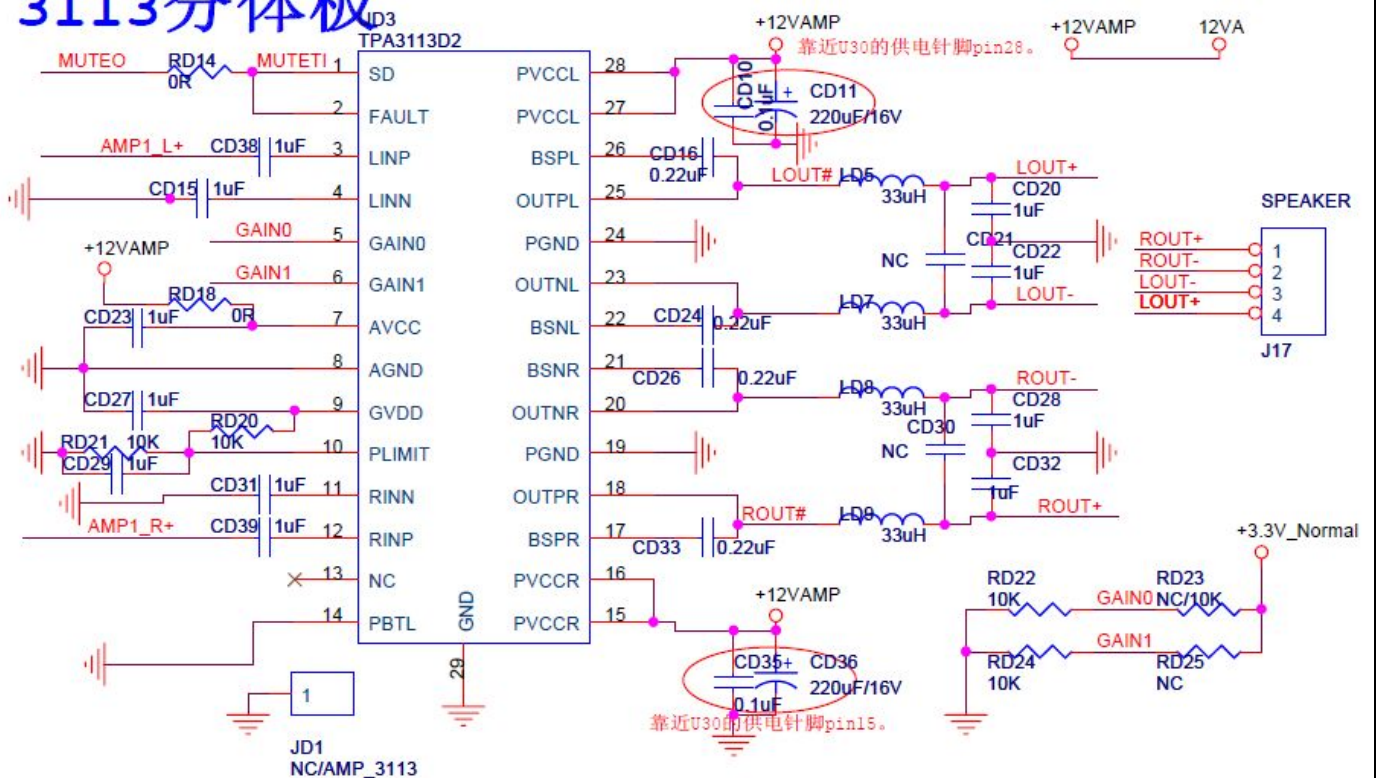 3113分体板
JD3
TPA3113D2
MUTEO
RD14
0R
MUTETI
1
SD
2
FAULT
AMP1_L+
CD38
1uF
3
LINP
CD15
1uF
4
LINN
GAIN0
5
GAIN0
+12VAMP
GAIN1
6
GAIN1
RD18
0R
CD23
1uF
7
AVCC
8
AGND
CD27
1uF
9
GVDD
RD20
10K
RD21
10K
CD29
1uF
10
PLIMIT
CD31
1uF
11
RINN
AMP1_R+
CD39
1uF
12
RINP
13
NC
14
PBTL
GND
29
1
JD1
NC/AMP_3113
PVCCL
28
PVCCL
27
BSPL
26
OUTPL
25
PGND
24
OUTNL
23
BSNL
22
BSNR
21
OUTNR
20
PGND
19
OUTPR
18
BSPR
17
PVCCR
16
PVCCR
15
+12VAMP
靠近U30的供电针脚pin28。
CD10
0.1uF
+
CD11
220uF/16V
CD16
0.22uF
LOUT#
LD5
33uH
LOUT+
CD20
1uF
CD21
NC
CD22
1uF
LOUT-
LD7
33uH
CD24
0.22uF
CD26
0.22uF
LD8
33uH
ROUT-
CD28
1uF
CD30
NC
CD32
1uF
ROUT#
LD9
33uH
ROUT+
CD33
0.22uF
+12VAMP
CD35
0.1uF
+
CD36
220uF/16V
靠近U30的供电针脚pin15。
+12VAMP
12VA
SPEAKER
ROUT+
1
ROUT-
2
LOUT-
3
LOUT+
4
J17
+3.3V_Normal
RD22
10K
GAIN0
RD23
NC/10K
GAIN1
RD24
10K
RD25
NC